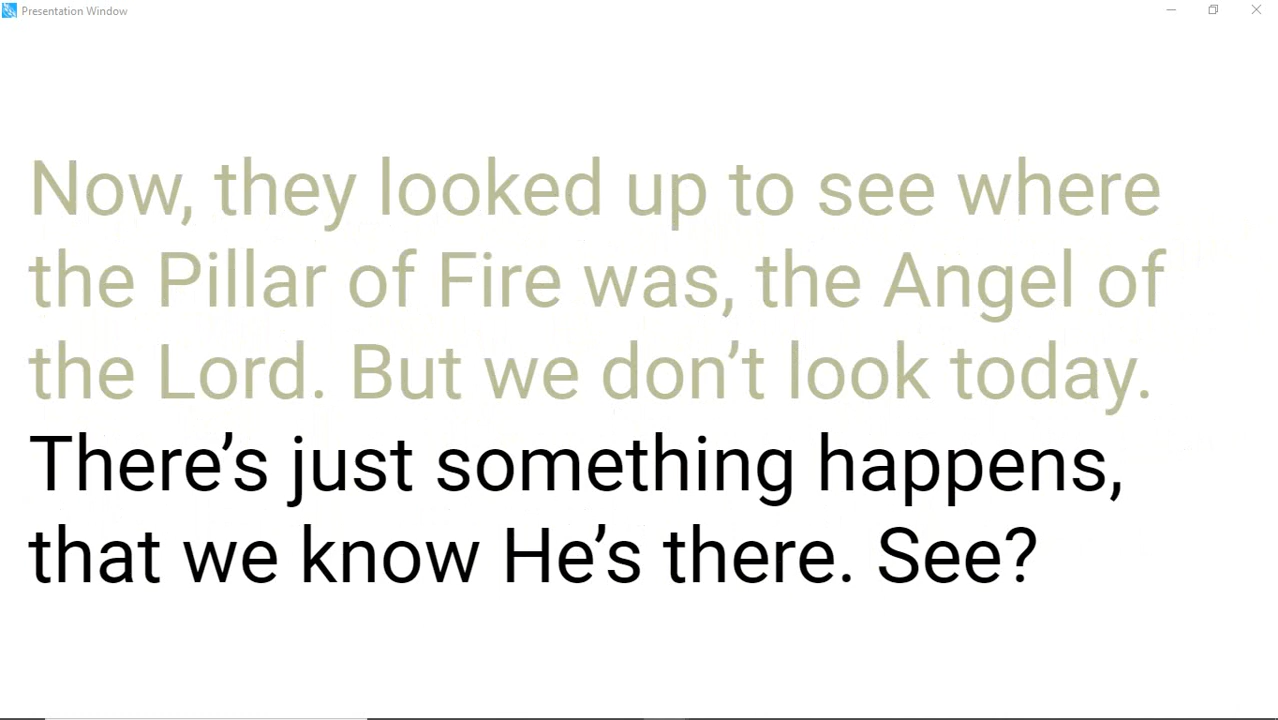 Presentation Window
Now, they looked up to see where
the Pillar of Fire was, the Angel of
the Lord. But we don’t look today.
There’s just something happens,
that we know He’s there. See?